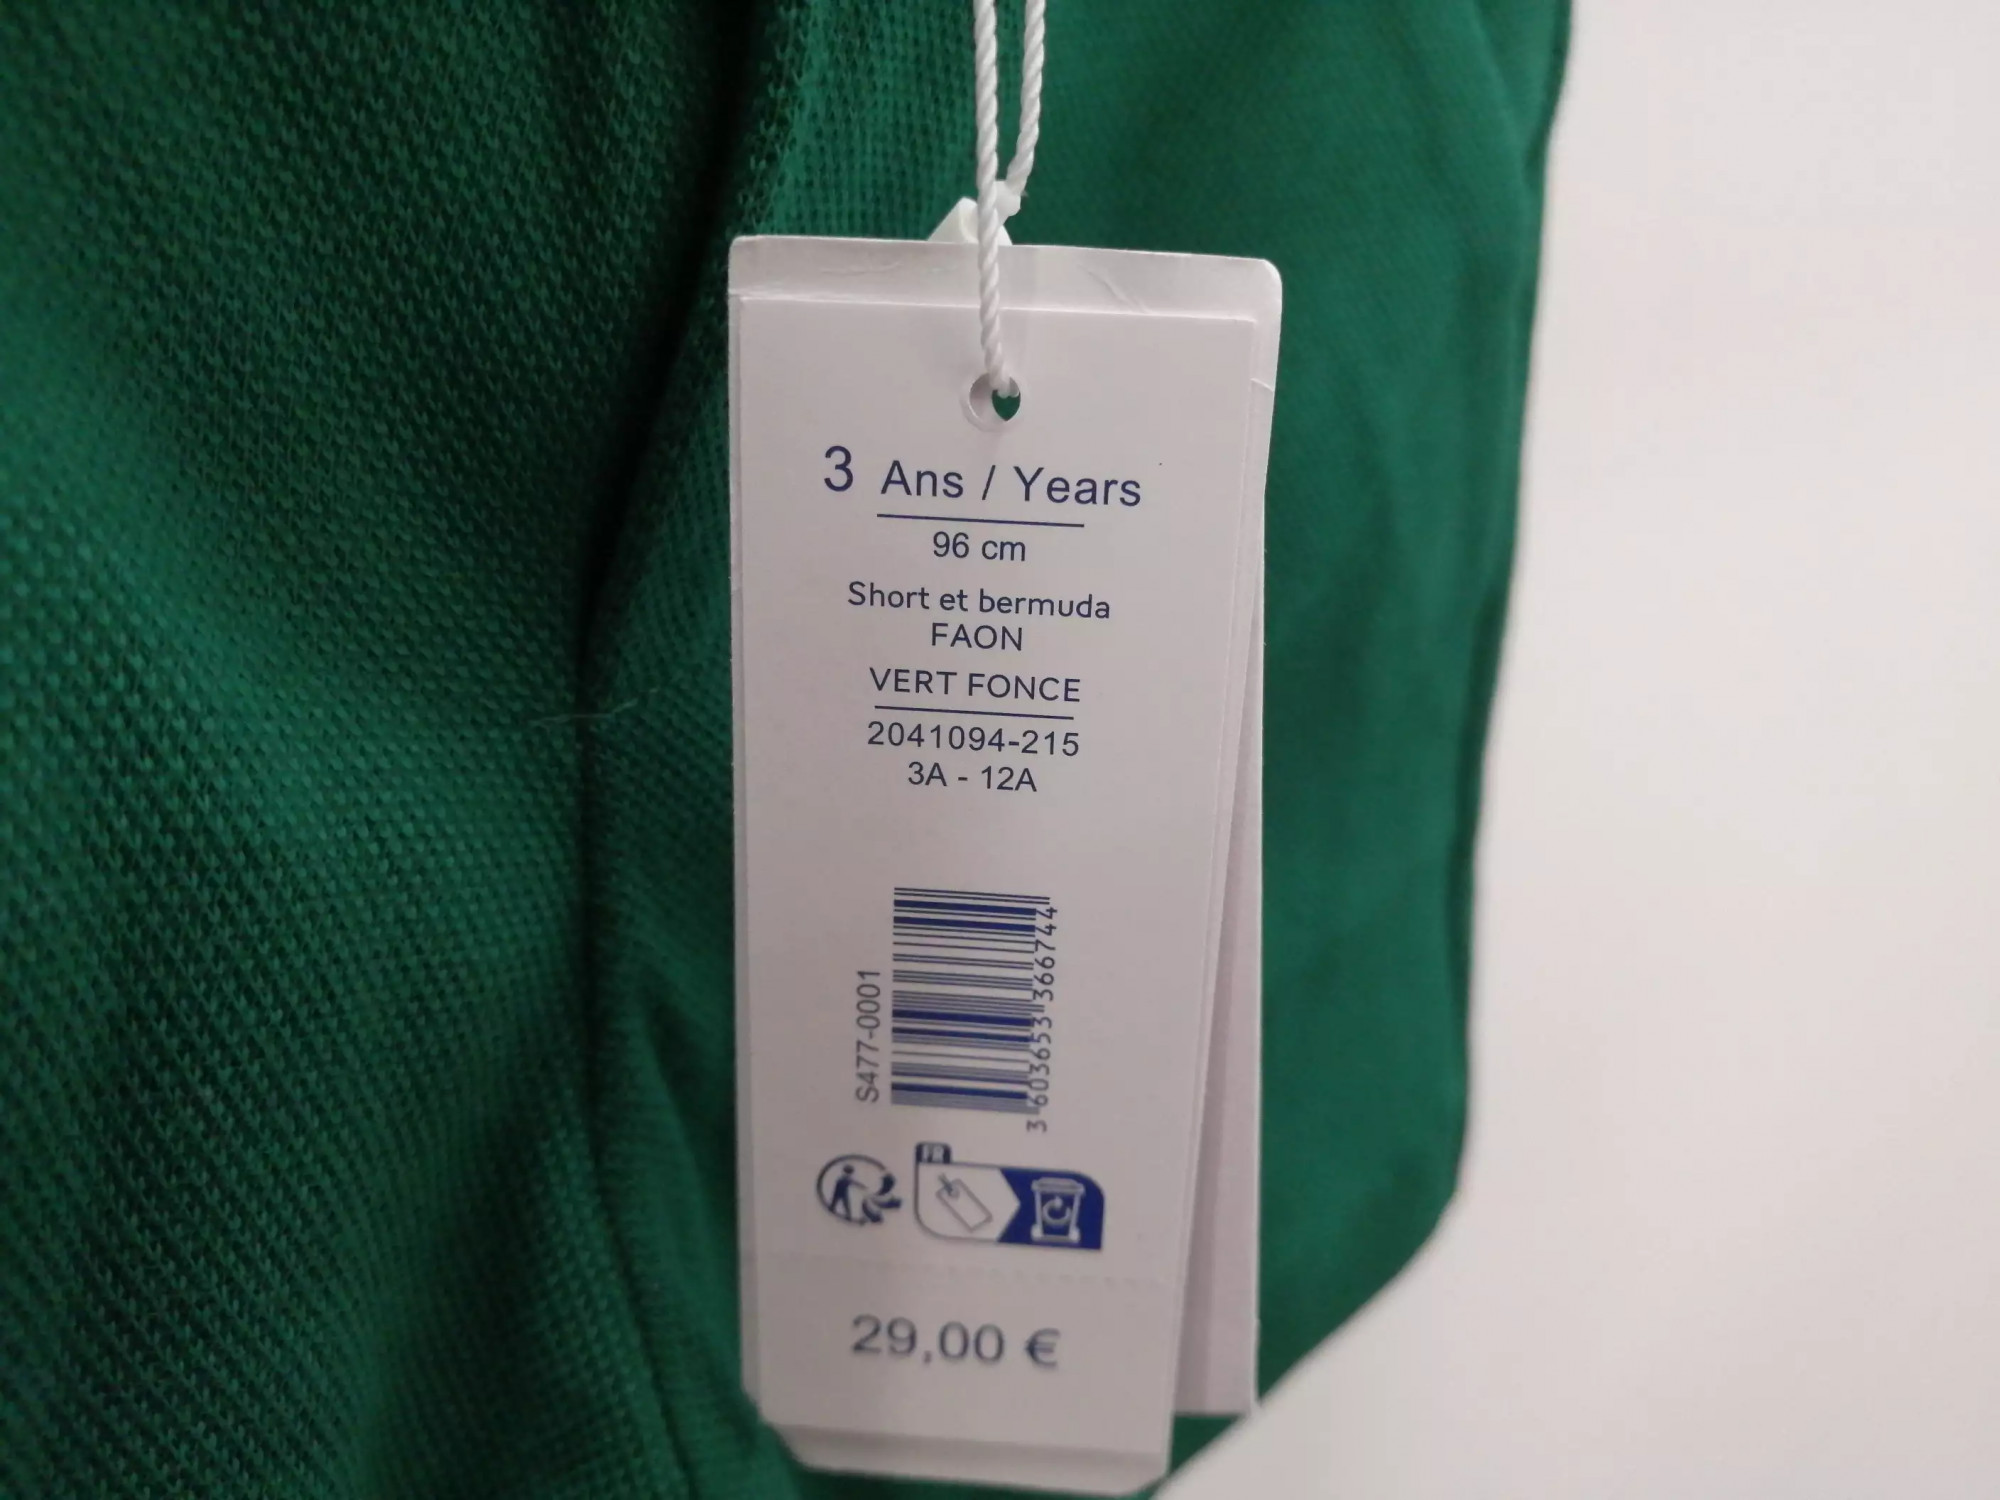 3 Ans / Years
96 cm
Short et bermuda
FAON
VERT FONCE
2041094-215
3A - 12A
S477-0001
3 603653 366744
FR
29,00 €